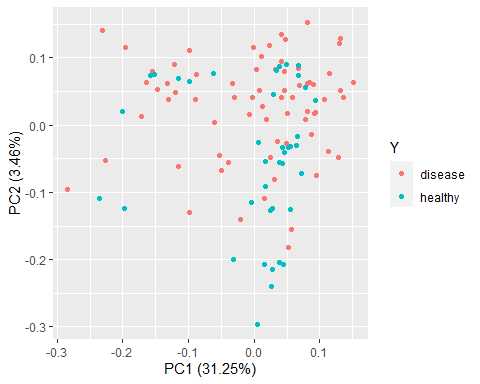 0.1
0.0
-0.1
-0.2
-0.3
PC2 (3.46%)
-0.3 -0.2 -0.1 0.0 0.1
PC1 (31.25%)
Y
disease
healthy